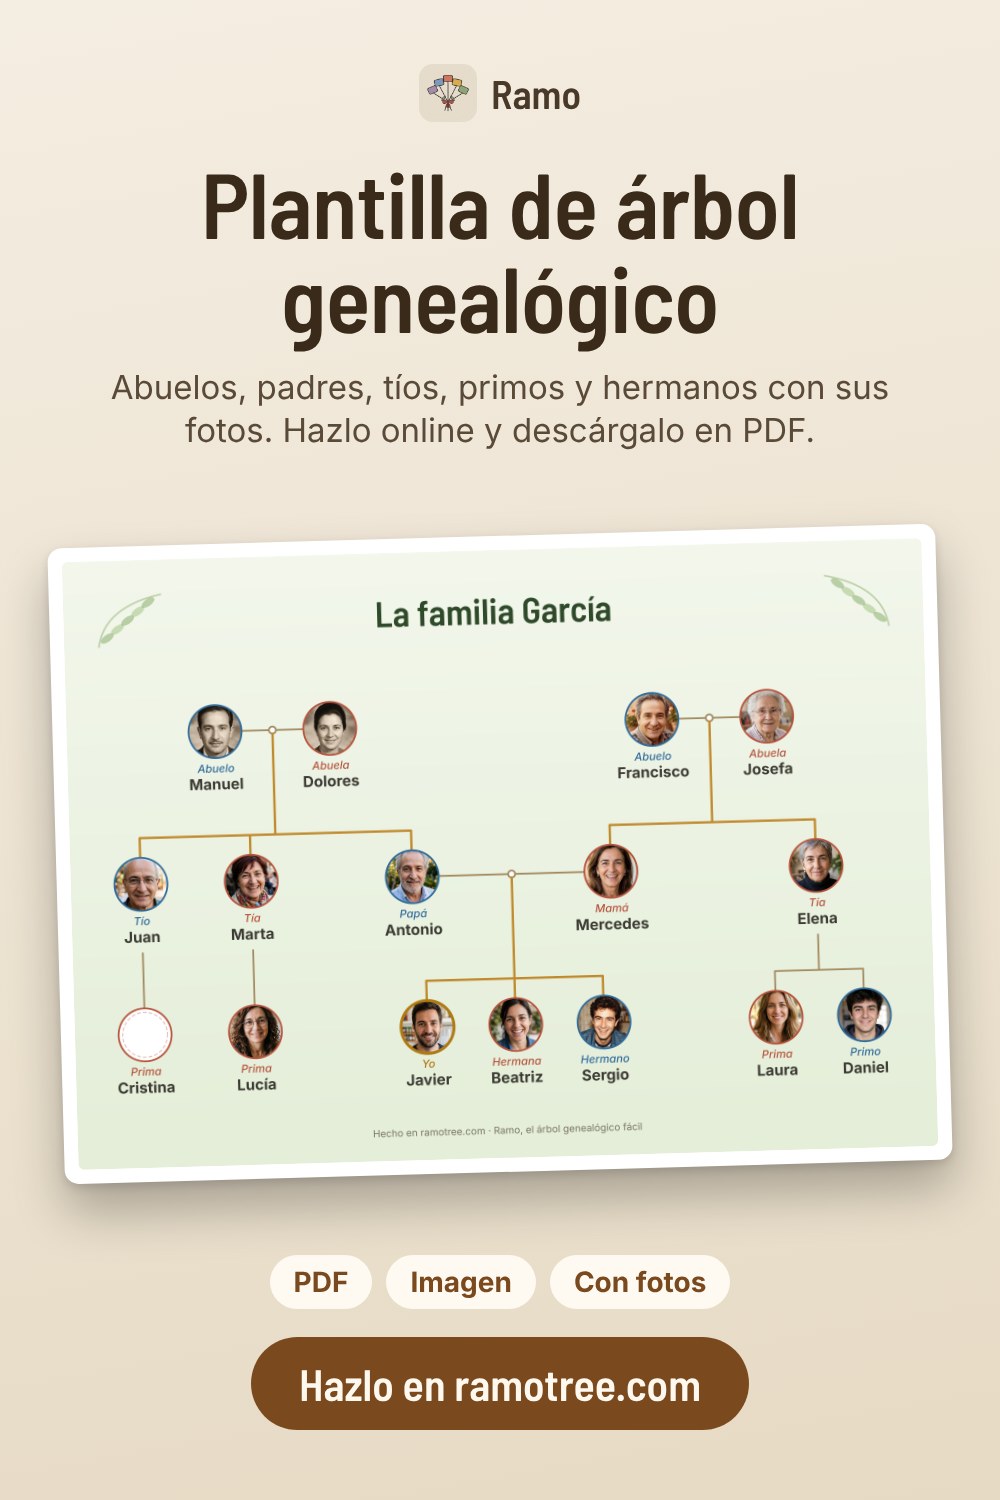 Ramo
Plantilla de árbol
genealógico
Abuelos, padres, tíos, primos y hermanos con sus
fotos. Hazlo online y descárgalo en PDF.
La familia García
Abuelo
Manuel
Abuela
Dolores
Abuelo
Francisco
Abuela
Josefa
Tío
Juan
Tía
Marta
Papá
Antonio
Mamá
Mercedes
Tía
Elena
Prima
Cristina
Prima
Lucía
Yo
Javier
Hermana
Beatriz
Hermano
Sergio
Prima
Laura
Primo
Daniel
Hecho en ramotree.com · Ramo, el árbol genealógico fácil
PDF
Imagen
Con fotos
Hazlo en ramotree.com